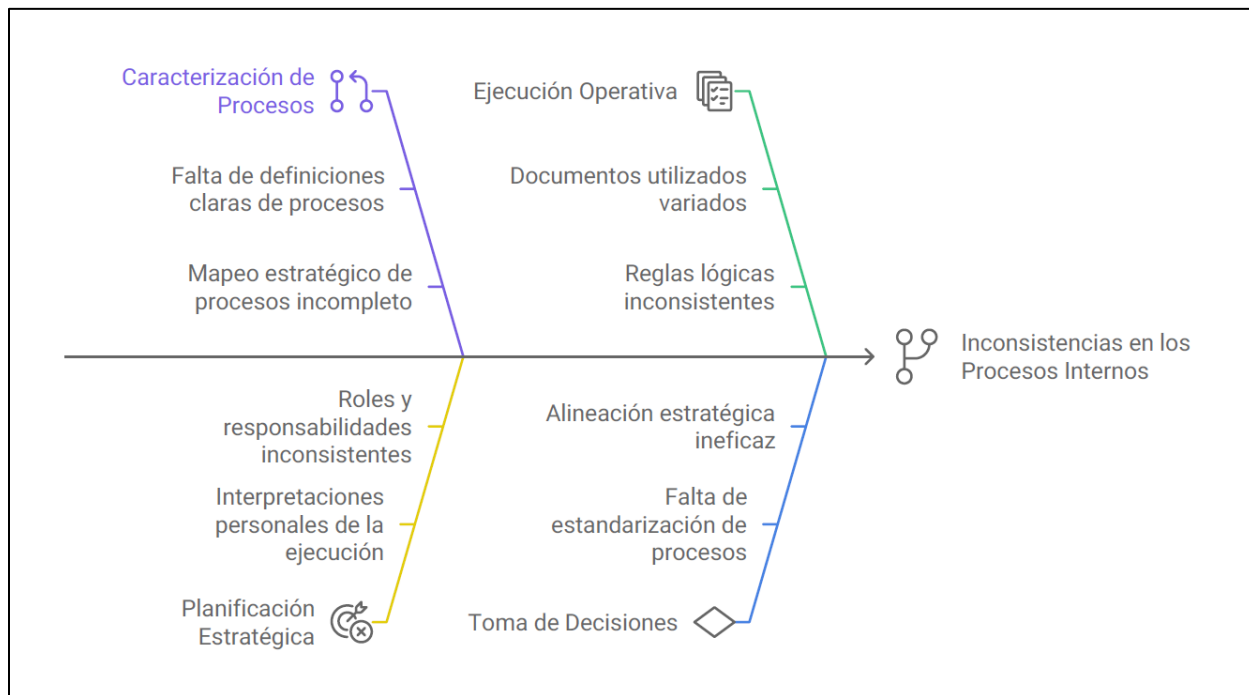 Caracterización de
Procesos
Falta de definiciones
claras de procesos
Mapeo estratégico de
procesos incompleto
Ejecución Operativa
Documentos utilizados
variados
Reglas lógicas
inconsistentes
Inconsistencias en los
Procesos Internos
Roles y
responsabilidades
inconsistentes
Interpretaciones
personales de la
ejecución
Planificación
Estratégica
Alineación estratégica
ineficaz
Falta de
estandarización de
procesos
Toma de Decisiones